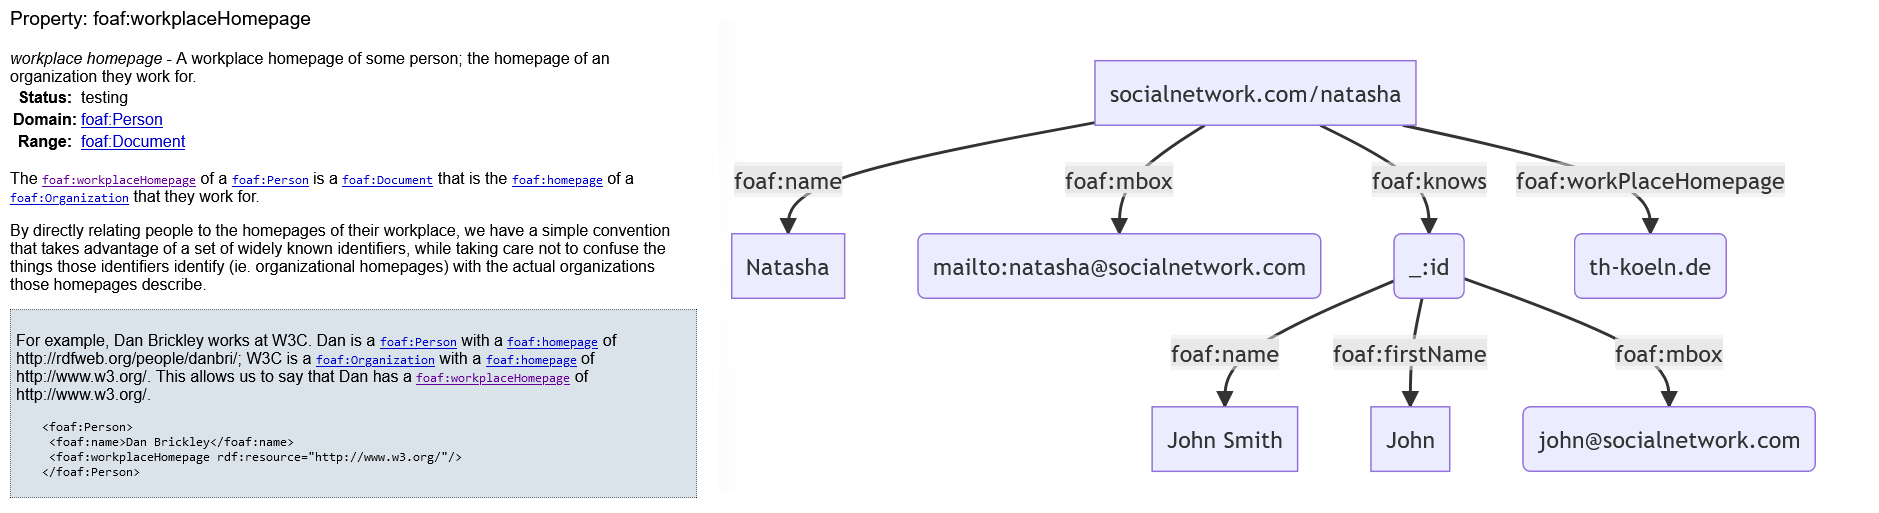 Property: foaf:workplaceHomepage
workplace homepage - A workplace homepage of some person; the homepage of an
organization they work for.
Status: testing
Domain: foaf:Person
Range: foaf:Document
The foaf:workplaceHomepage of a foaf:Person is a foaf:Document that is the foaf:homepage of a
foaf:Organization that they work for.
By directly relating people to the homepages of their workplace, we have a simple convention
that takes advantage of a set of widely known identifiers, while taking care not to confuse the
things those identifiers identify (ie. organizational homepages) with the actual organizations
those homepages describe.
For example, Dan Brickley works at W3C. Dan is a foaf:Person with a foaf:homepage of
http://rdfweb.org/people/danbri/; W3C is a foaf:Organization with a foaf:homepage of
http://www.w3.org/. This allows us to say that Dan has a foaf:workplaceHomepage of
http://www.w3.org/.
<foaf:Person>
<foaf:name>Dan Brickley</foaf:name>
<foaf:workplaceHomepage rdf:resource="http://www.w3.org/"/>
</foaf:Person>
socialnetwork.com/natasha
foaf:name foaf:mbox foaf:knows foaf:workPlaceHomepage
Natasha mailto:natasha@socialnetwork.com _:id th-koeln.de
foaf:name foaf:firstName foaf:mbox
John Smith John john@socialnetwork.com